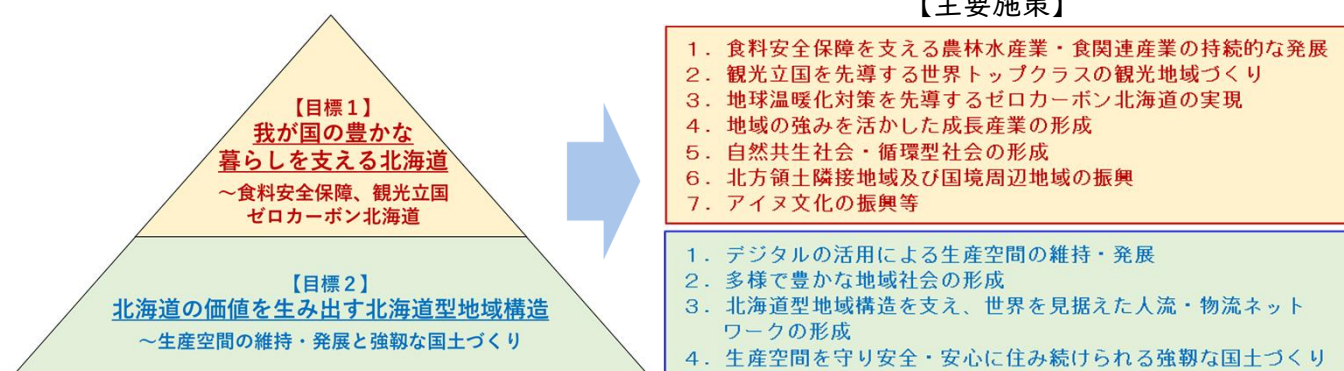 【目標１】
我が国の豊かな
暮らしを支える北海道
～食料安全保障、観光立国
ゼロカーボン北海道
【目標２】
北海道の価値を生み出す北海道型地域構造
～生産空間の維持・発展と強靱な国土づくり
【主要施策】
１．食料安全保障を支える農林水産業・食関連産業の持続的な発展
２．観光立国を先導する世界トップクラスの観光地域づくり
３．地球温暖化対策を先導するゼロカーボン北海道の実現
４．地域の強みを活かした成長産業の形成
５．自然共生社会・循環型社会の形成
６．北方領土隣接地域及び国境周辺地域の振興
７．アイヌ文化の振興等
１．デジタルの活用による生産空間の維持・発展
２．多様で豊かな地域社会の形成
３．北海道型地域構造を支え、世界を見据えた人流・物流ネット
ワークの形成
４．生産空間を守り安全・安心に住み続けられる強靱な国土づくり